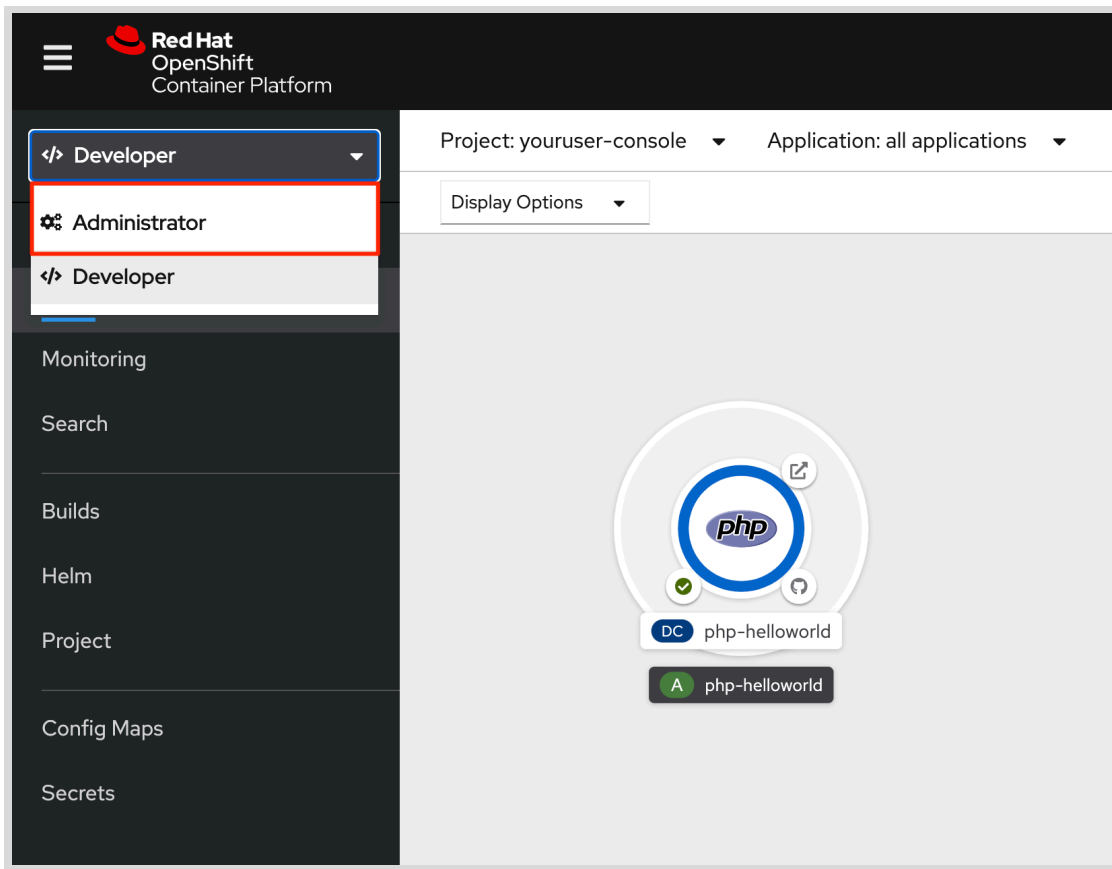 Red Hat
OpenShift
Container Platform
Developer
Project: youruser-console
Application: all applications
Administrator
Display Options
Developer
Monitoring
Search
Builds
Helm
Project
Config Maps
Secrets
php
DC php-helloworld
A php-helloworld